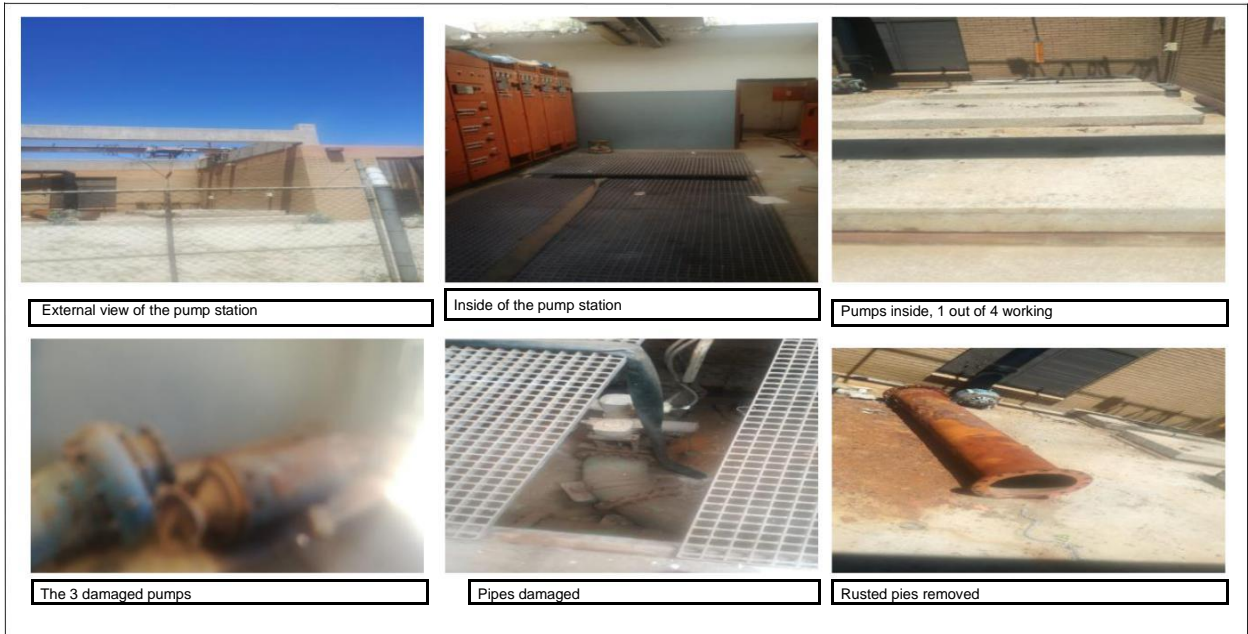 External view of the pump station
Inside of the pump station
Pumps inside, 1 out of 4 working
The 3 damaged pumps
Pipes damaged
Rusted pies removed